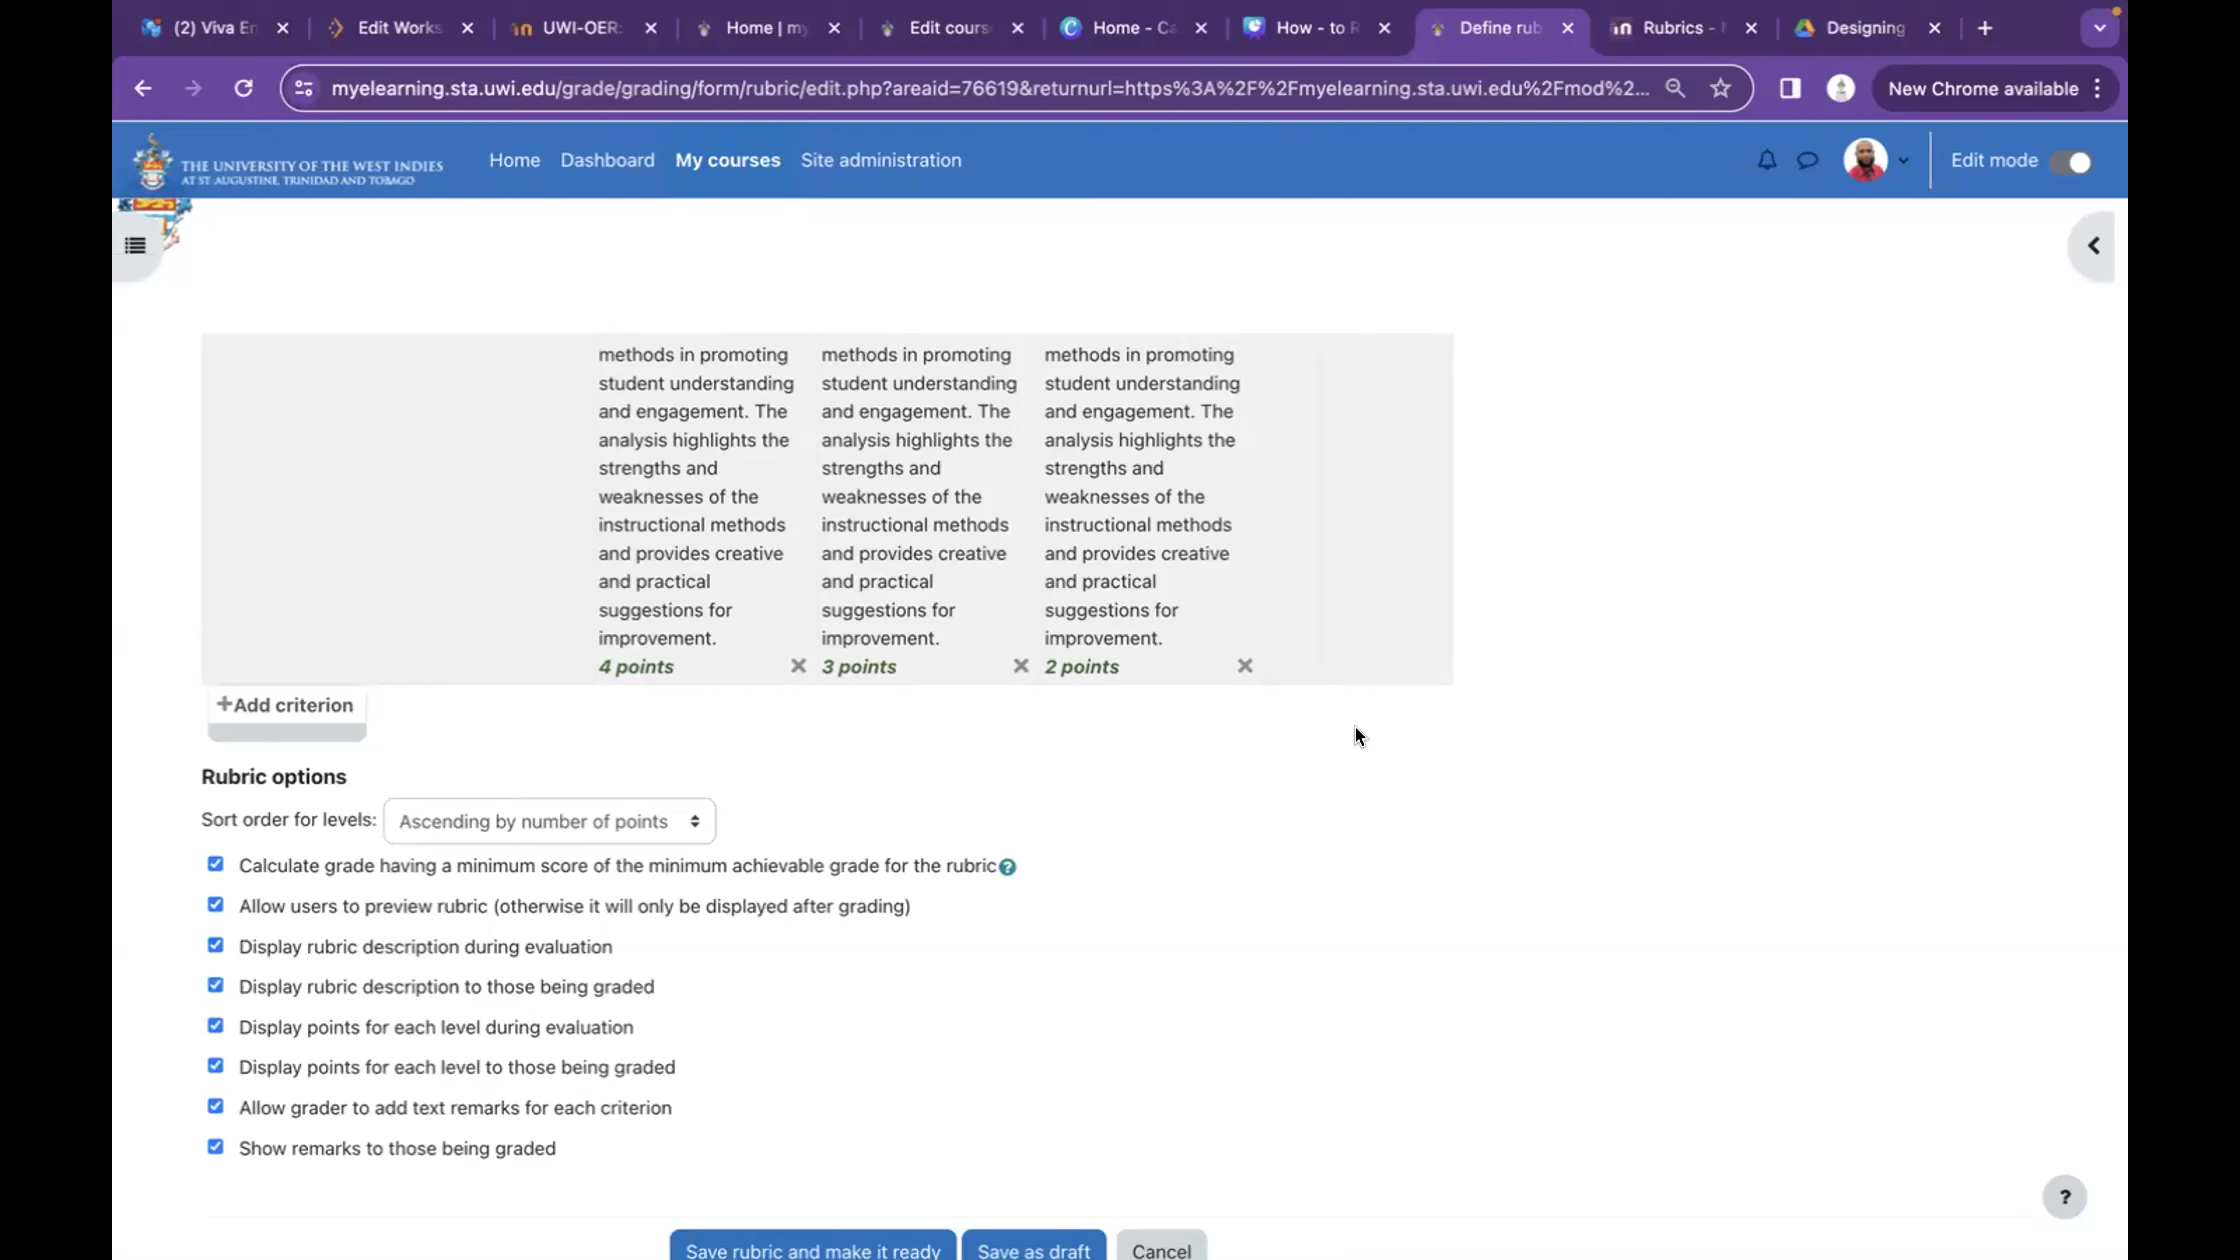 (2) Viva En
Edit Works
UWI-OER:
Home | my
Edit cours
Home - Ca
How - to R
Define rub
Rubrics -
Designing
myelearning.sta.uwi.edu/grade/grading/form/rubric/edit.php?areaid=76619&returnurl=https%3A%2F%2Fmyelearning.sta.uwi.edu%2Fmod%2...
New Chrome available
THE UNIVERSITY OF THE WEST INDIES
AT ST. AUGUSTINE, TRINIDAD AND TOBAGO
Home
Dashboard
My courses
Site administration
Edit mode
methods in promoting
student understanding
and engagement. The
analysis highlights the
strengths and
weaknesses of the
instructional methods
and provides creative
and practical
suggestions for
improvement.
4 points
methods in promoting
student understanding
and engagement. The
analysis highlights the
strengths and
weaknesses of the
instructional methods
and provides creative
and practical
suggestions for
improvement.
3 points
methods in promoting
student understanding
and engagement. The
analysis highlights the
strengths and
weaknesses of the
instructional methods
and provides creative
and practical
suggestions for
improvement.
2 points
+Add criterion
Rubric options
Sort order for levels: Ascending by number of points
Calculate grade having a minimum score of the minimum achievable grade for the rubric ?
Allow users to preview rubric (otherwise it will only be displayed after grading)
Display rubric description during evaluation
Display rubric description to those being graded
Display points for each level during evaluation
Display points for each level to those being graded
Allow grader to add text remarks for each criterion
Show remarks to those being graded
?
Save rubric and make it ready
Save as draft
Cancel